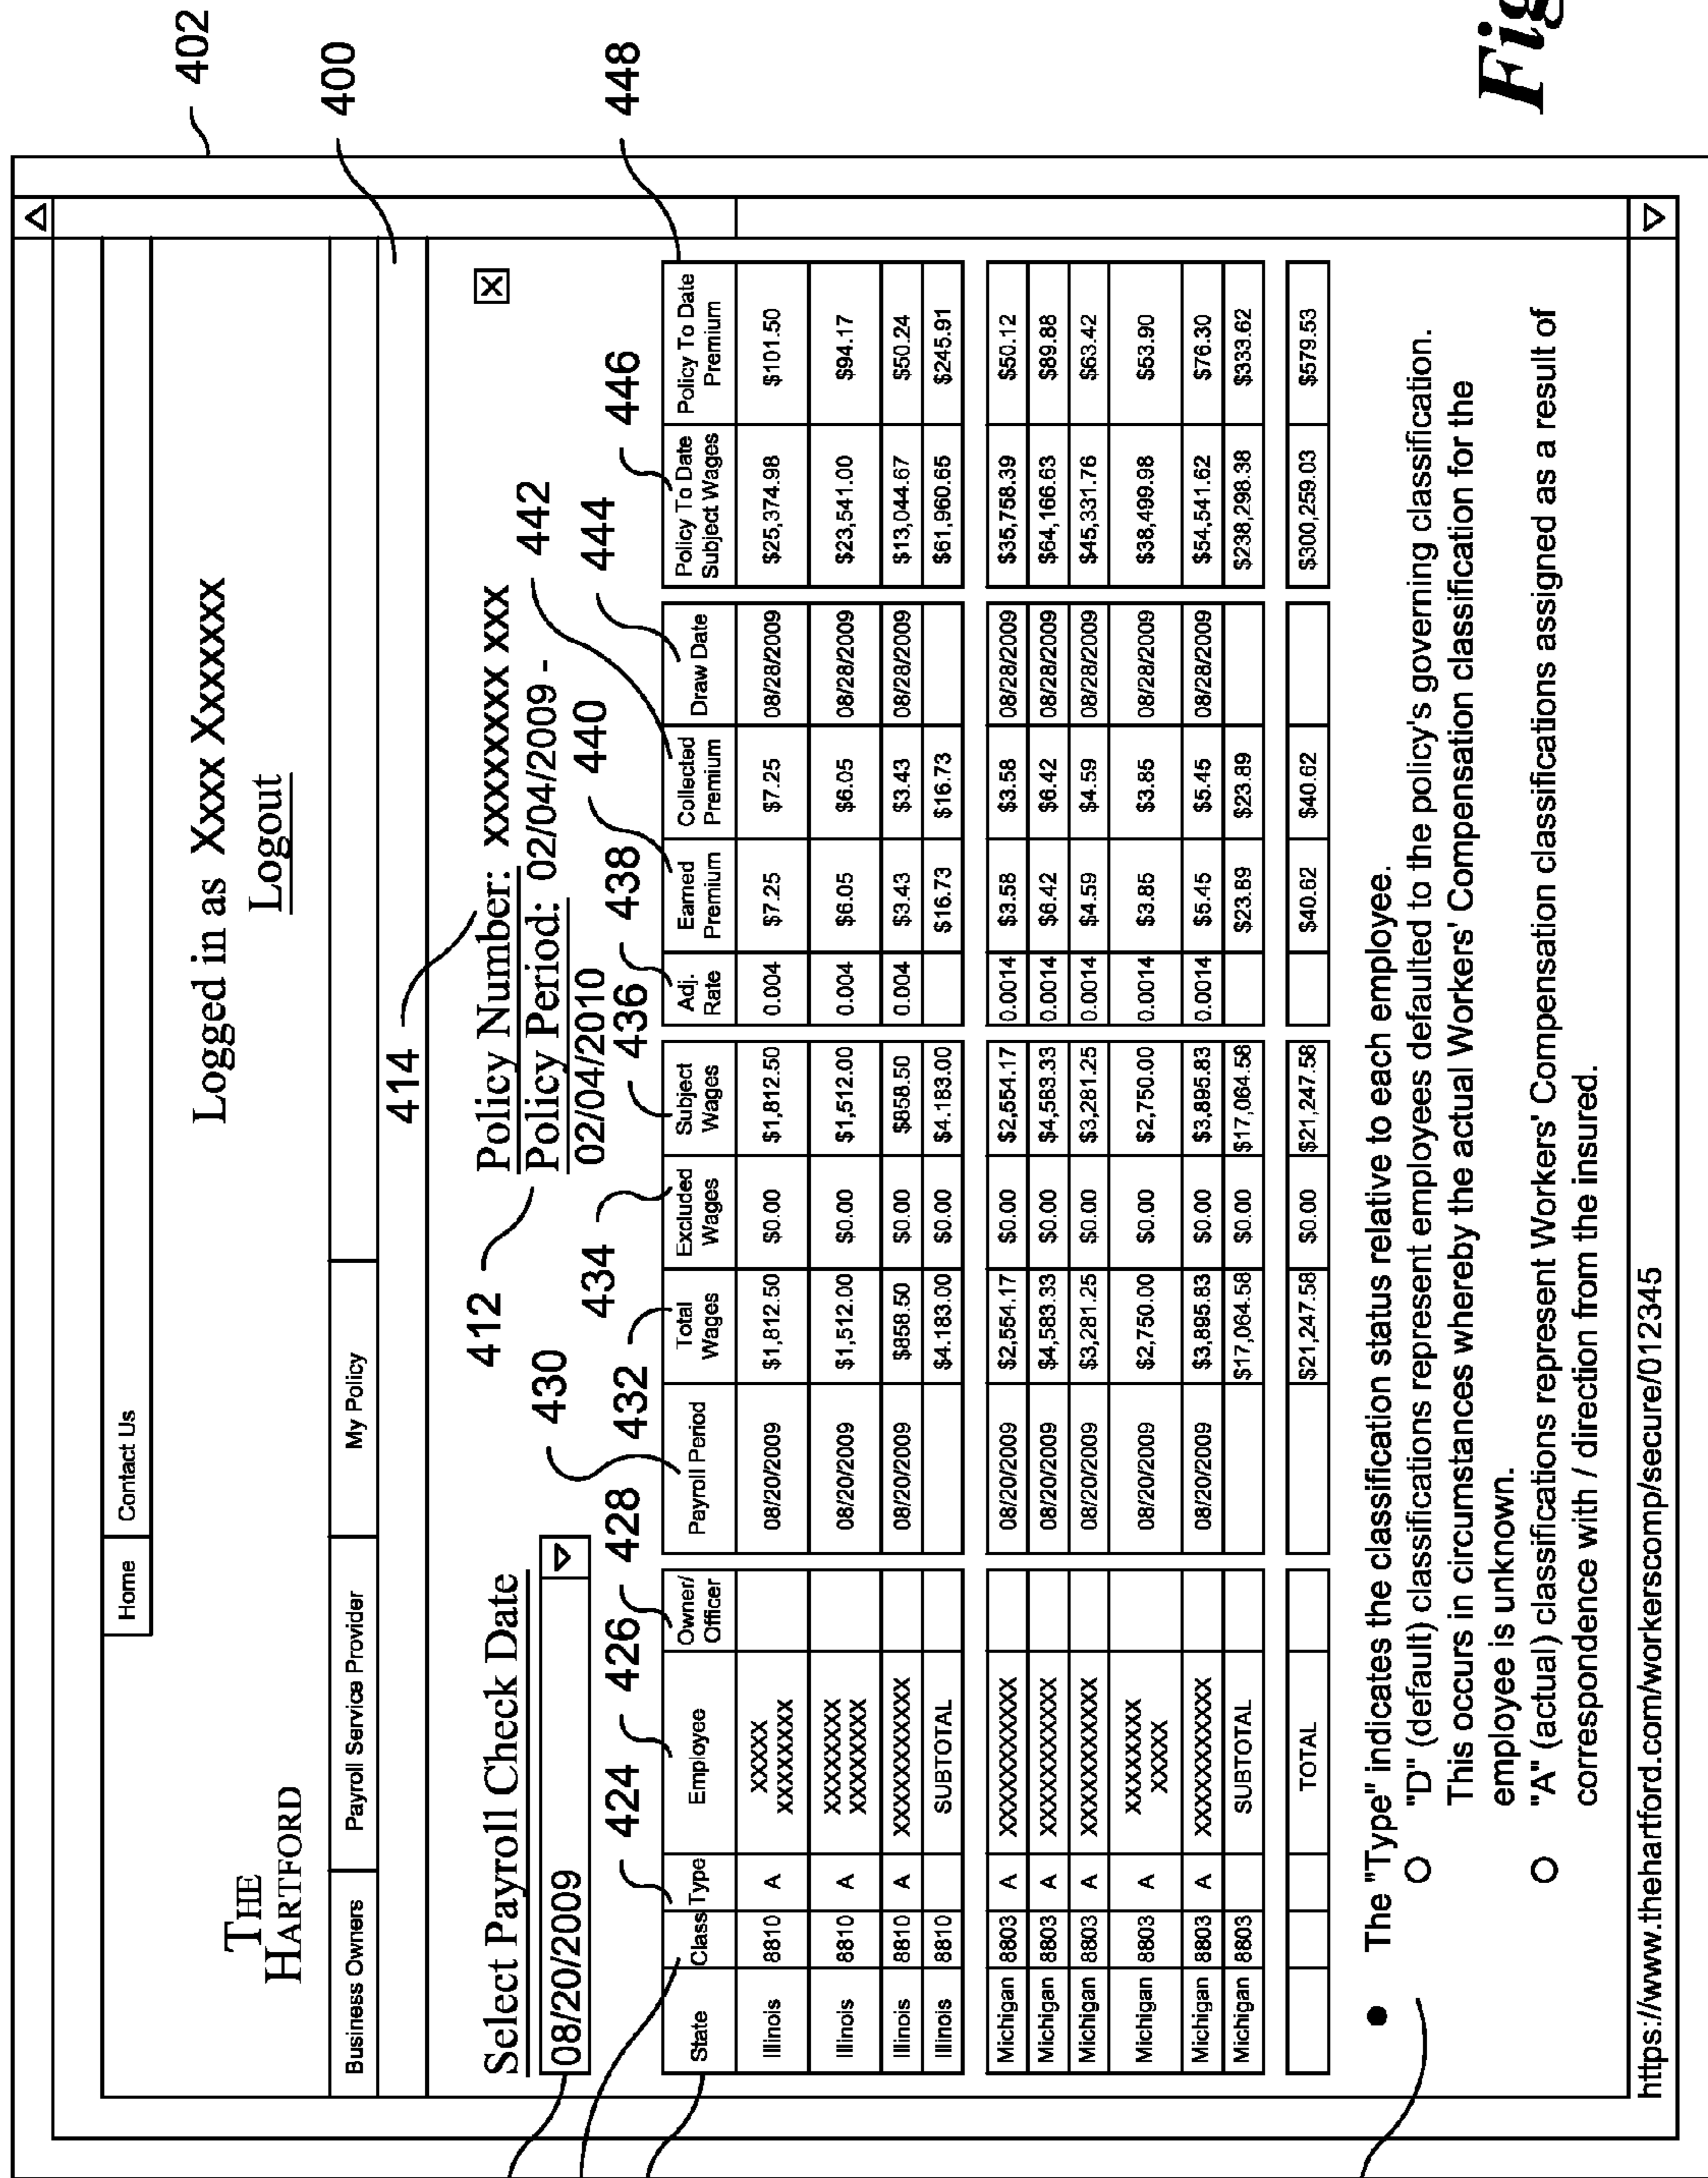 402
Home Contact Us
THE
HARTFORD
Logged in as Xxxx Xxxxxxx
Logout
Business Owners Payroll Service Provider My Policy
400
414
Select Payroll Check Date
08/20/2009
412
Policy Number: XXXXXXXX XXX
Policy Period: 02/04/2009 -
02/04/2010
424 426 428 430 432 434 436 438 440 442 444 446 448
State Class Type Employee Owner/ Officer Payroll Period Total Wages Excluded Wages Subject Wages Adj. Rate Earned Premium Collected Premium Draw Date Policy To Date Subject Wages Policy To Date Premium
Illinois 8810 A XXXXX XXXXXXXXX 08/20/2009 $1,812.50 $0.00 $1,812.50 0.004 $7.25 $7.25 08/28/2009 $25,374.98 $101.50
Illinois 8810 A XXXXXXXX XXXXXXXX 08/20/2009 $1,512.00 $0.00 $1,512.00 0.004 $6.05 $6.05 08/28/2009 $23,541.00 $94.17
Illinois 8810 A XXXXXXXXXXXX 08/20/2009 $858.50 $0.00 $858.50 0.004 $3.43 $3.43 08/28/2009 $13,044.67 $50.24
Illinois 8810 SUBTOTAL $4.183.00 $0.00 $4.183.00 $16.73 $16.73 $61,960.65 $245.91
Michigan 8803 A XXXXXXXXXXXX 08/20/2009 $2,554.17 $0.00 $2,554.17 0.0014 $3.58 $3.58 08/28/2009 $35,758.39 $50.12
Michigan 8803 A XXXXXXXXXXXX 08/20/2009 $4,583.33 $0.00 $4,583.33 0.0014 $6.42 $6.42 08/28/2009 $64,166.63 $89.88
Michigan 8803 A XXXXXXXXXXXX 08/20/2009 $3,281.25 $0.00 $3,281.25 0.0014 $4.59 $4.59 08/28/2009 $45,331.76 $63.42
Michigan 8803 A XXXXXXXX XXXX 08/20/2009 $2,750.00 $0.00 $2,750.00 0.0014 $3.85 $3.85 08/28/2009 $38,499.98 $53.90
Michigan 8803 A XXXXXXXXXXXX 08/20/2009 $3,895.83 $0.00 $3,895.83 0.0014 $5.45 $5.45 08/28/2009 $54,541.62 $76.30
Michigan 8803 SUBTOTAL $17,064.58 $0.00 $17,064.58 $23.89 $23.89 $238,298.38 $333.62
TOTAL $21,247.58 $0.00 $21,247.58 $40.62 $40.62 $300,259.03 $579.53
● The "Type" indicates the classification status relative to each employee.
○ "D" (default) classifications represent employees defaulted to the policy's governing classification.
This occurs in circumstances whereby the actual Workers' Compensation classification for the
employee is unknown.
○ "A" (actual) classifications represent Workers' Compensation classifications assigned as a result of
correspondence with / direction from the insured.
https://www.thehartford.com/workerscomp/secure/012345